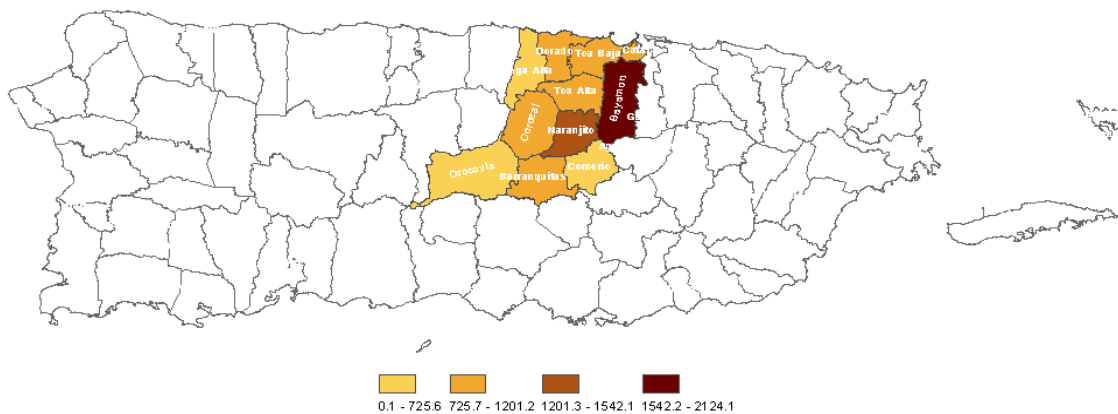 Dorado
Toa Baja
Cata
ega Alta
Toa Alta
Bayamon
Corozal
Naranjito
G
Orocovis
Barranquitas
Comerio
0.1 - 725.6
725.7 - 1201.2
1201.3 - 1542.1
1542.2 - 2124.1